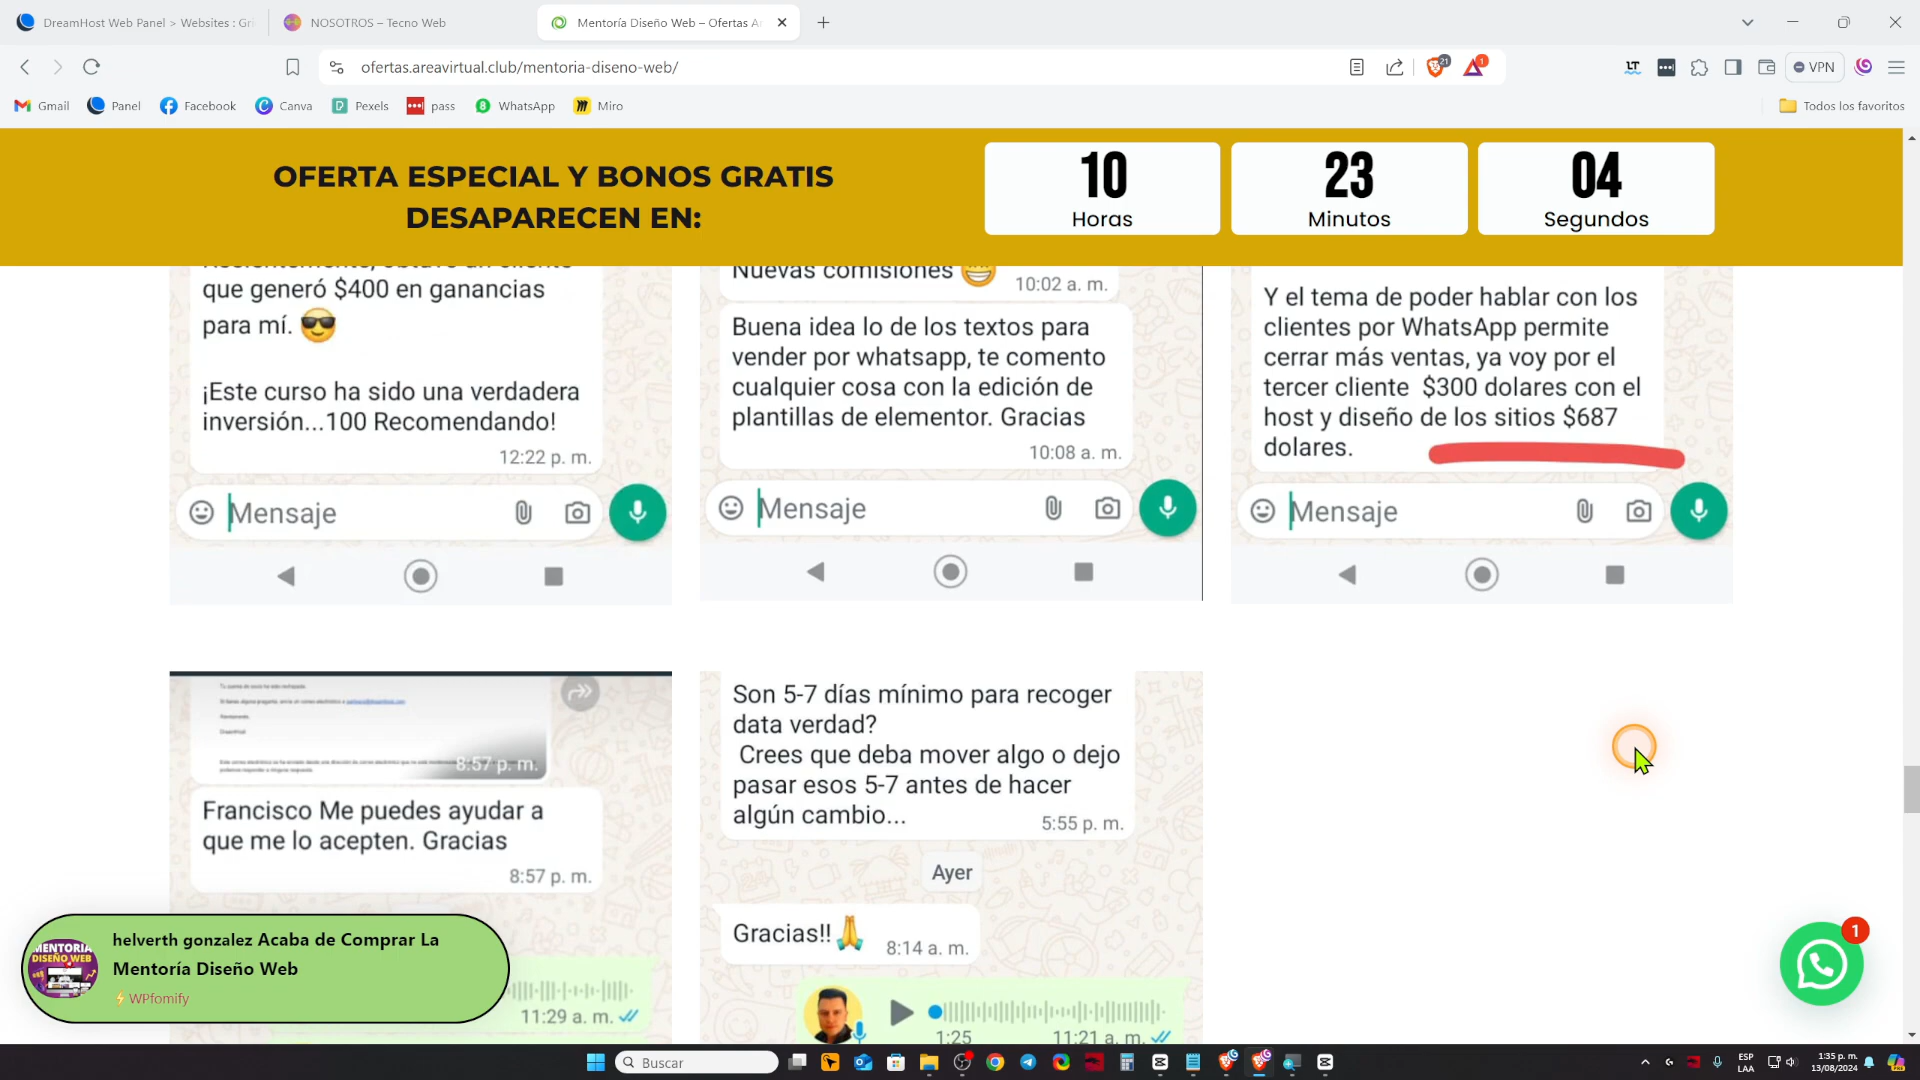 DreamHost Web Panel > Websites : Gri
NOSOTROS – Tecno Web
Mentoría Diseño Web – Ofertas A
ofertas.areavirtual.club/mentoria-diseno-web/
21
1
LT
VPN
Gmail
Panel
Facebook
Canva
Pexels
pass
WhatsApp
Miro
Todos los favoritos
OFERTA ESPECIAL Y BONOS GRATIS
DESAPARECEN EN:
10
Horas
23
Minutos
04
Segundos
que generó $400 en ganancias
para mí.
¡Este curso ha sido una verdadera
inversión...100 Recomendando!
12:22 p. m.
Mensaje
Nuevas comisiones
10:02 a. m.
Buena idea lo de los textos para
vender por whatsapp, te comento
cualquier cosa con la edición de
plantillas de elementor. Gracias
10:08 a. m.
Mensaje
Y el tema de poder hablar con los
clientes por WhatsApp permite
cerrar más ventas, ya voy por el
tercer cliente $300 dolares con el
host y diseño de los sitios $687
dolares.
Mensaje
8:57 p. m.
Francisco Me puedes ayudar a
que me lo acepten. Gracias
8:57 p. m.
11:29 a. m.
Son 5-7 días mínimo para recoger
data verdad?
Crees que deba mover algo o dejo
pasar esos 5-7 antes de hacer
algún cambio...
5:55 p. m.
Ayer
Gracias!!
8:14 a. m.
1:25
11:21 a. m.
MENTORIA
DISEÑO WEB
helverth gonzalez Acaba de Comprar La
Mentoría Diseño Web
WPfomify
1
Buscar
ESP
LAA
1:35 p. m.
13/08/2024